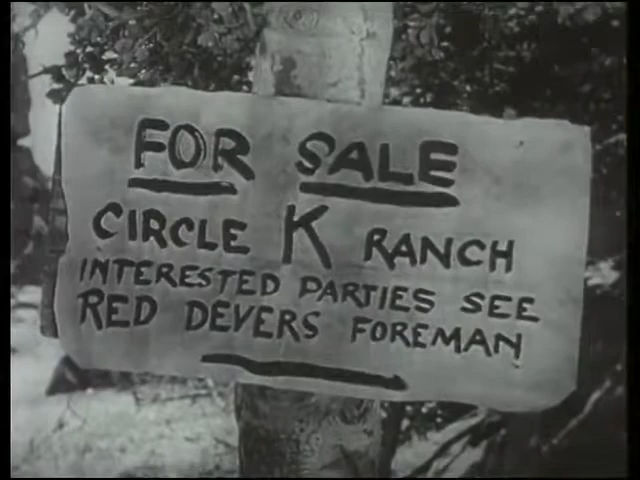 FOR SALE
CIRCLE K RANCH
INTERESTED PARTIES SEE
RED DEVERS FOREMAN